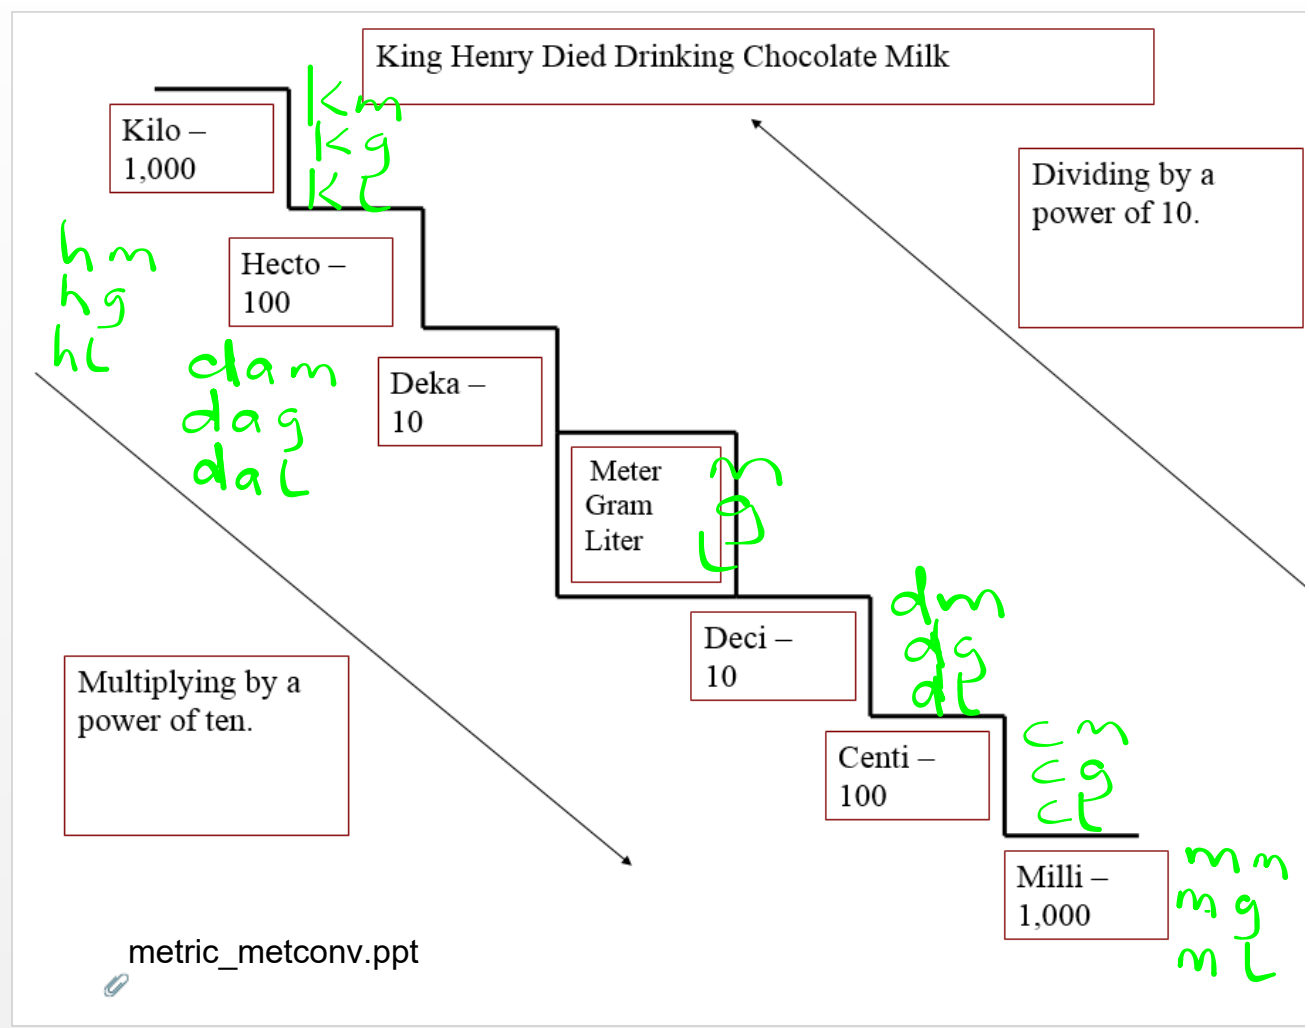 King Henry Died Drinking Chocolate Milk
Kilo –
1,000
km
kg
kL
Dividing by a
power of 10.
hm
hg
hL
Hecto –
100
dam
dag
daL
Deka –
10
Meter
Gram
Liter
m
g
L
Deci –
10
dm
dg
dL
Multiplying by a
power of ten.
Centi –
100
cm
cg
cL
Milli –
1,000
mm
mg
mL
metric_metconv.ppt